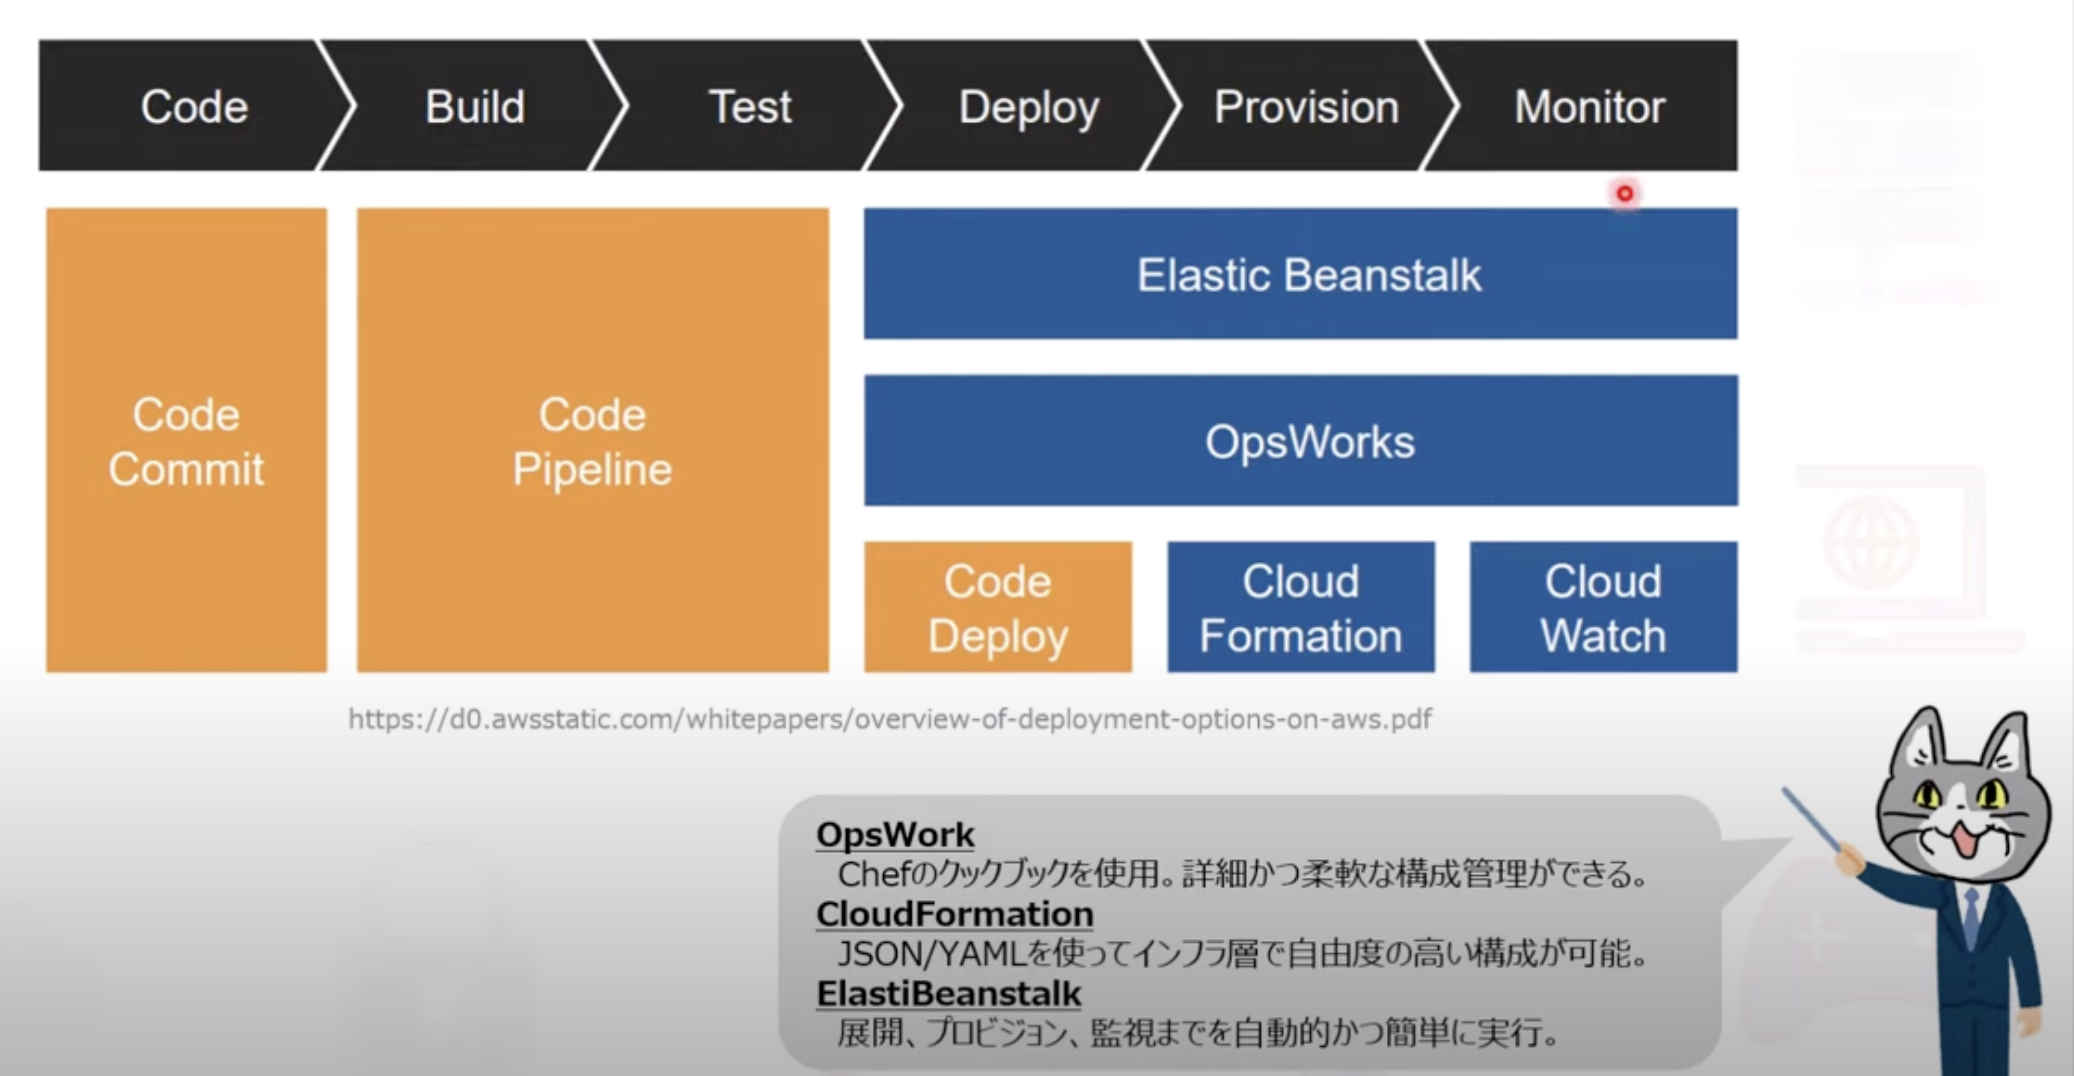 Code
Build
Test
Deploy
Provision
Monitor
Code
Commit
Code
Pipeline
Elastic Beanstalk
OpsWorks
Code
Deploy
Cloud
Formation
Cloud
Watch
https://d0.awsstatic.com/whitepapers/overview-of-deployment-options-on-aws.pdf
OpsWork
Chefのクックブックを使用。詳細かつ柔軟な構成管理ができる。
CloudFormation
JSON/YAMLを使ってインフラ層で自由度の高い構成が可能。
ElastiBeanstalk
展開、プロビジョン、監視までを自動的かつ簡単に実行。